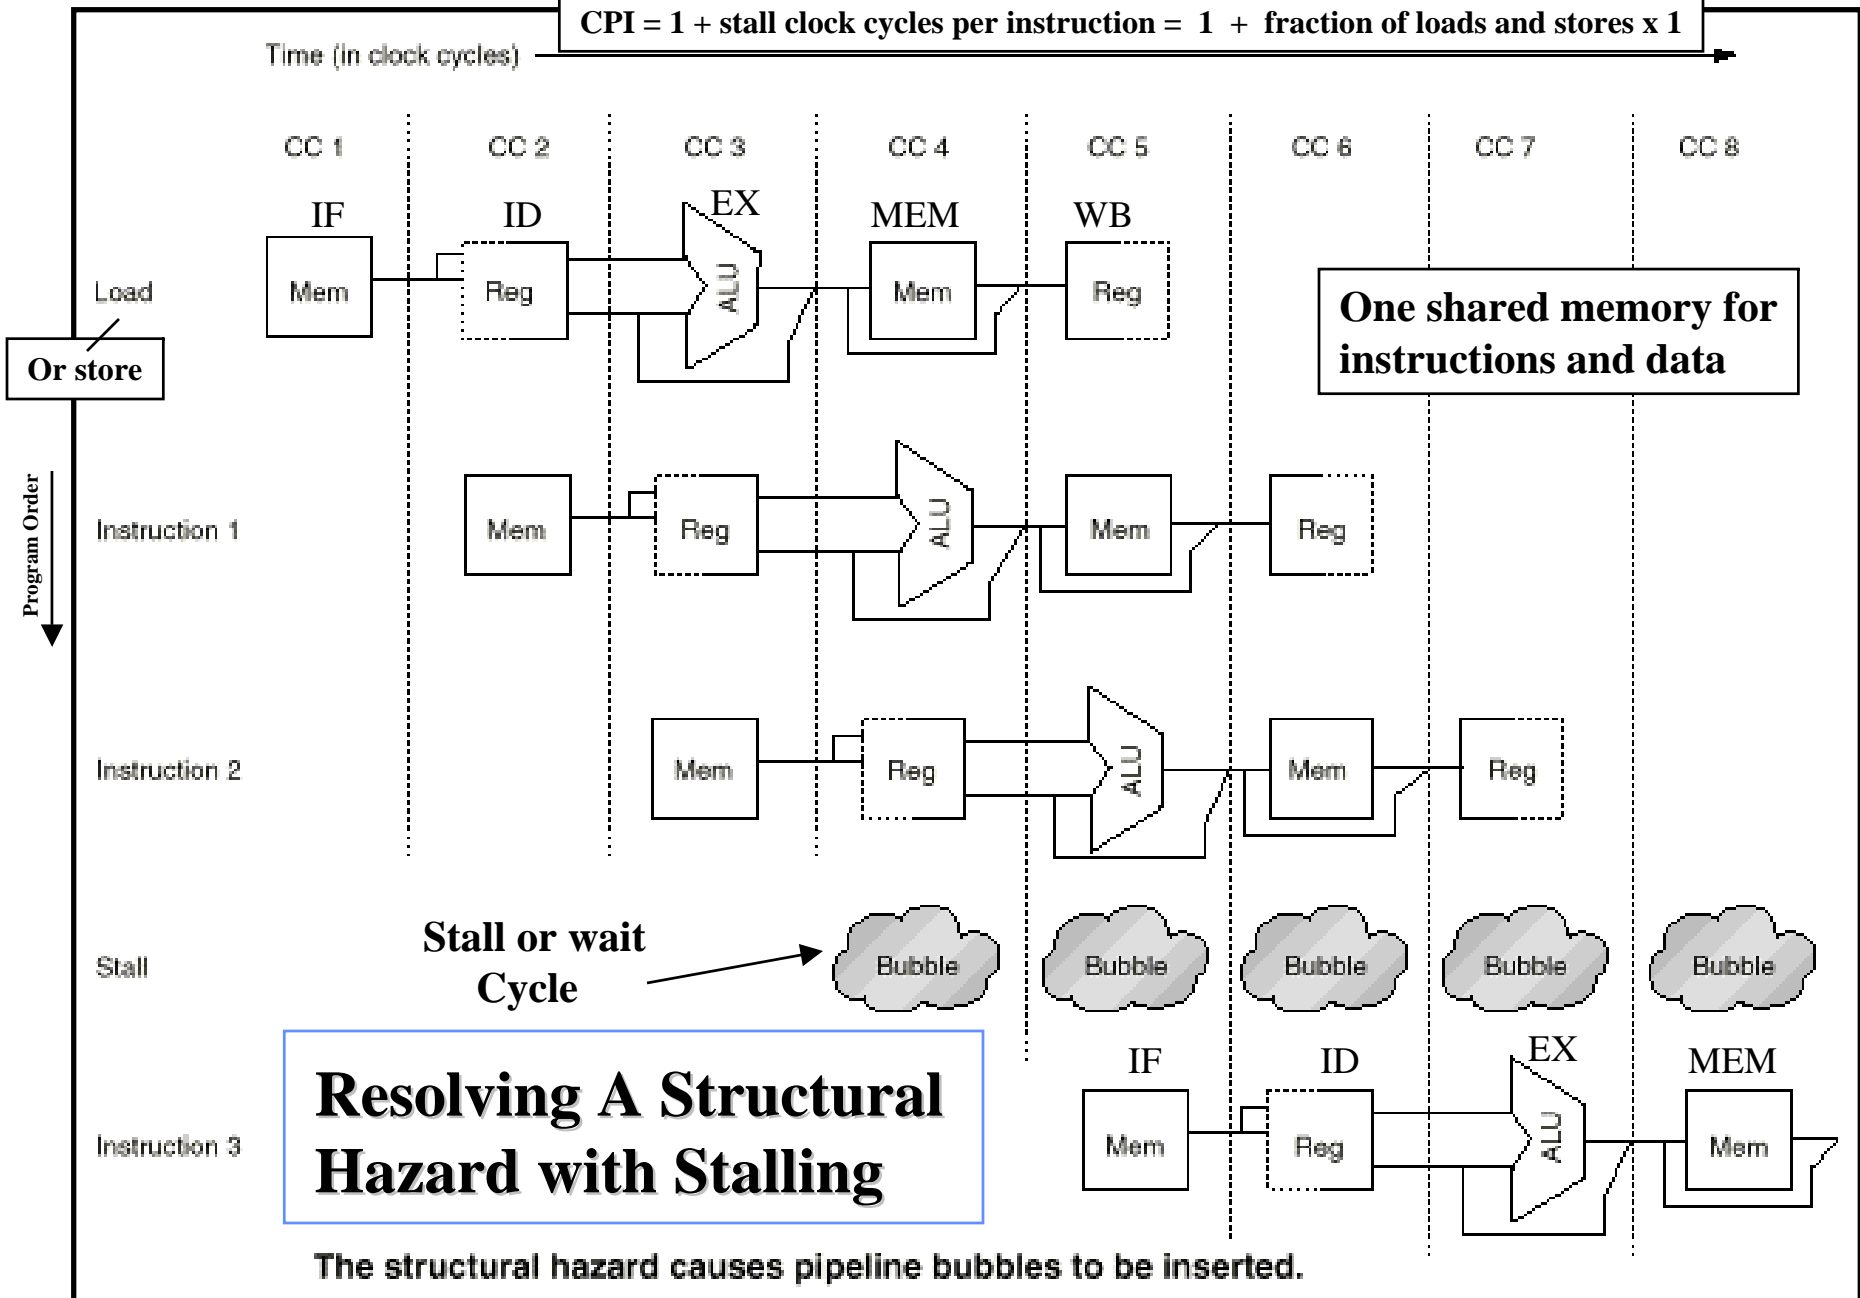 CPI = 1 + stall clock cycles per instruction = 1 + fraction of loads and stores x 1
Time (in clock cycles)
CC 1 CC 2 CC 3 CC 4 CC 5 CC 6 CC 7 CC 8
IF ID EX MEM WB
Load
Mem Reg ALU Mem Reg
Or store
One shared memory for
instructions and data
Program Order
Instruction 1
Mem Reg ALU Mem Reg
Instruction 2
Mem Reg ALU Mem Reg
Stall or wait
Cycle
Stall
Bubble Bubble Bubble Bubble Bubble
IF ID EX MEM
Instruction 3
Mem Reg ALU Mem
Resolving A Structural
Hazard with Stalling
The structural hazard causes pipeline bubbles to be inserted.